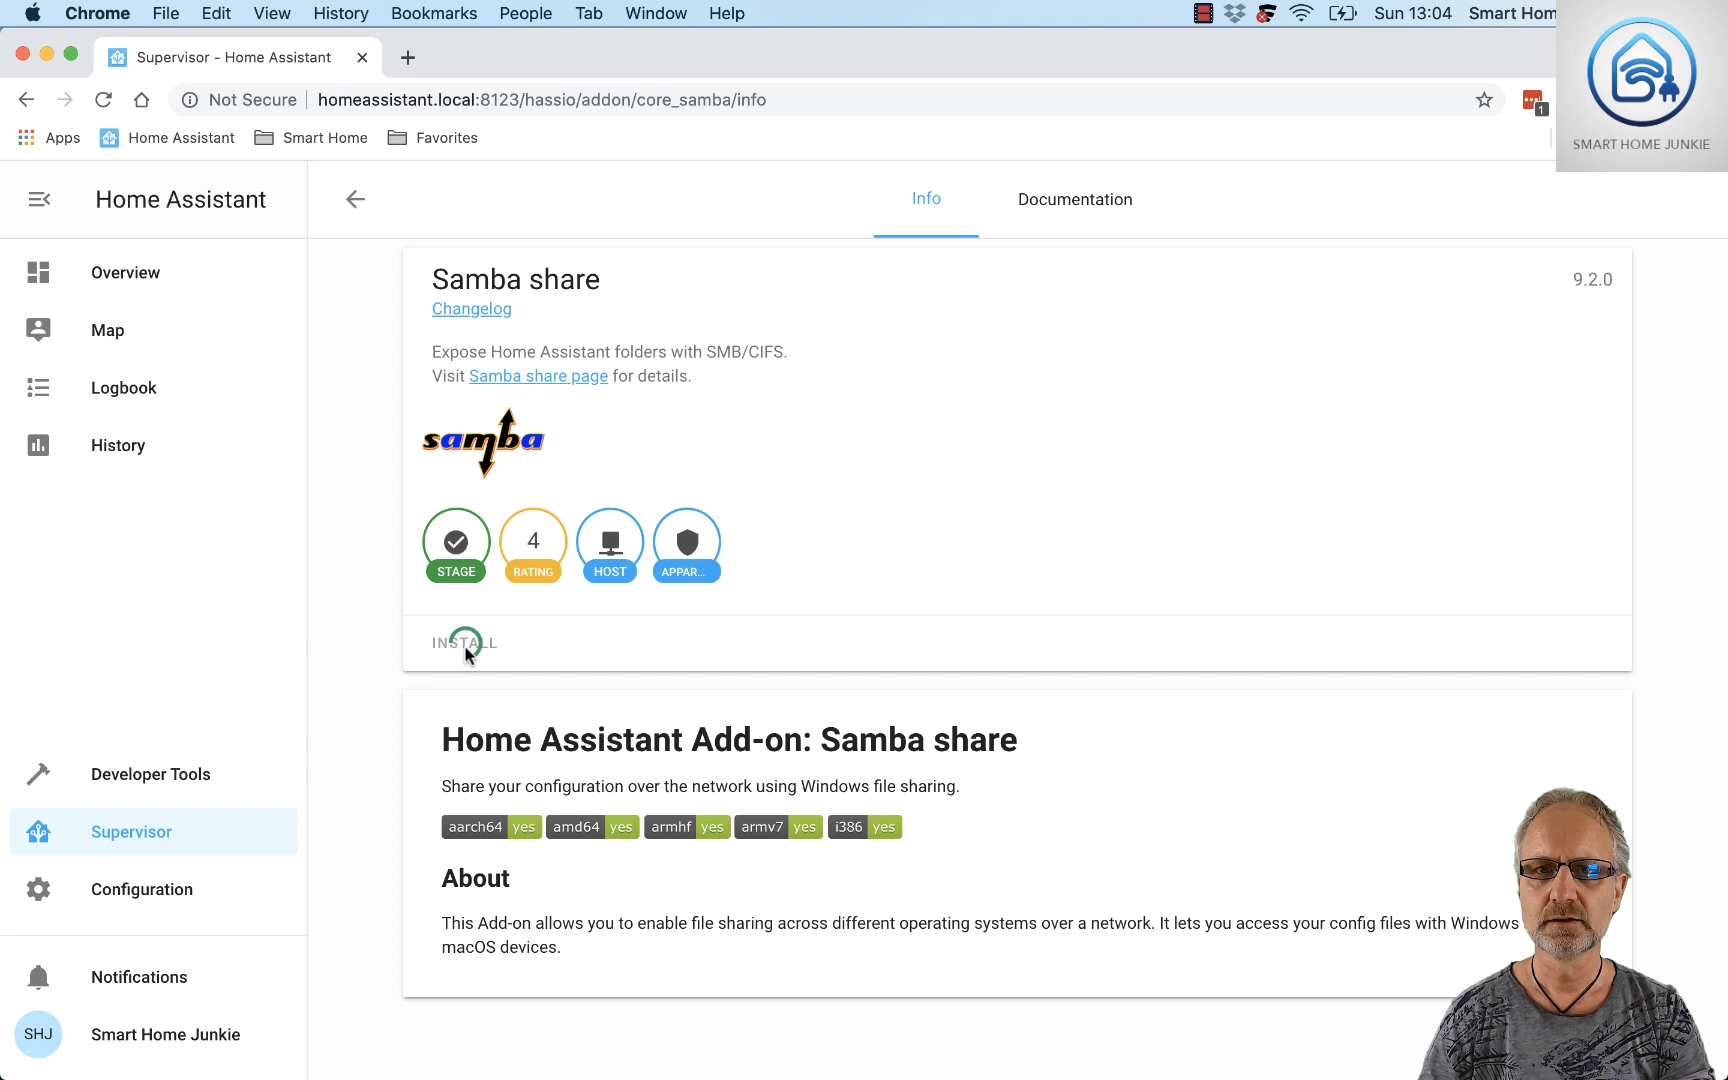 Chrome File Edit View History Bookmarks People Tab Window Help Sun 13:04 Smart Hom
Supervisor - Home Assistant
Not Secure homeassistant.local:8123/hassio/addon/core_samba/info
1
Apps Home Assistant Smart Home Favorites
SMART HOME JUNKIE
Home Assistant
Info Documentation
Overview
Map
Logbook
History
Developer Tools
Supervisor
Configuration
Notifications
SHJ Smart Home Junkie
Samba share 9.2.0
Changelog
Expose Home Assistant folders with SMB/CIFS.
Visit Samba share page for details.
samba
4
STAGE RATING HOST APPAR...
INSTALL
Home Assistant Add-on: Samba share
Share your configuration over the network using Windows file sharing.
aarch64 yes amd64 yes armhf yes armv7 yes i386 yes
About
This Add-on allows you to enable file sharing across different operating systems over a network. It lets you access your config files with Windows
macOS devices.